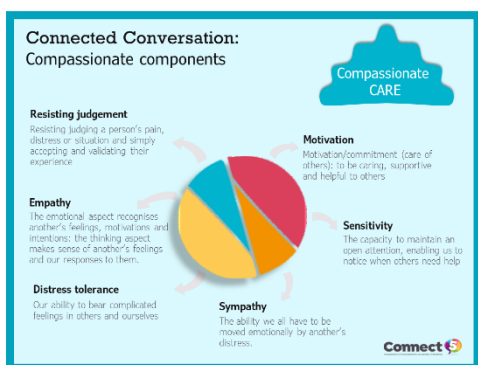 Connected Conversation:
Compassionate components
Compassionate
CARE
Resisting judgement
Resisting judging a person's pain,
distress or situation and simply
accepting and validating their
experience
Motivation
Motivation/commitment (care of
others): to be caring, supportive
and helpful to others
Empathy
The emotional aspect recognises
another's feelings, motivations and
intentions: the thinking aspect
makes sense of another's feelings
and our responses to them.
Sensitivity
The capacity to maintain an
open attention, enabling us to
notice when others need help
Distress tolerance
Our ability to bear complicated
feelings in others and ourselves
Sympathy
The ability we all have to be
moved emotionally by another's
distress.
Connect 5